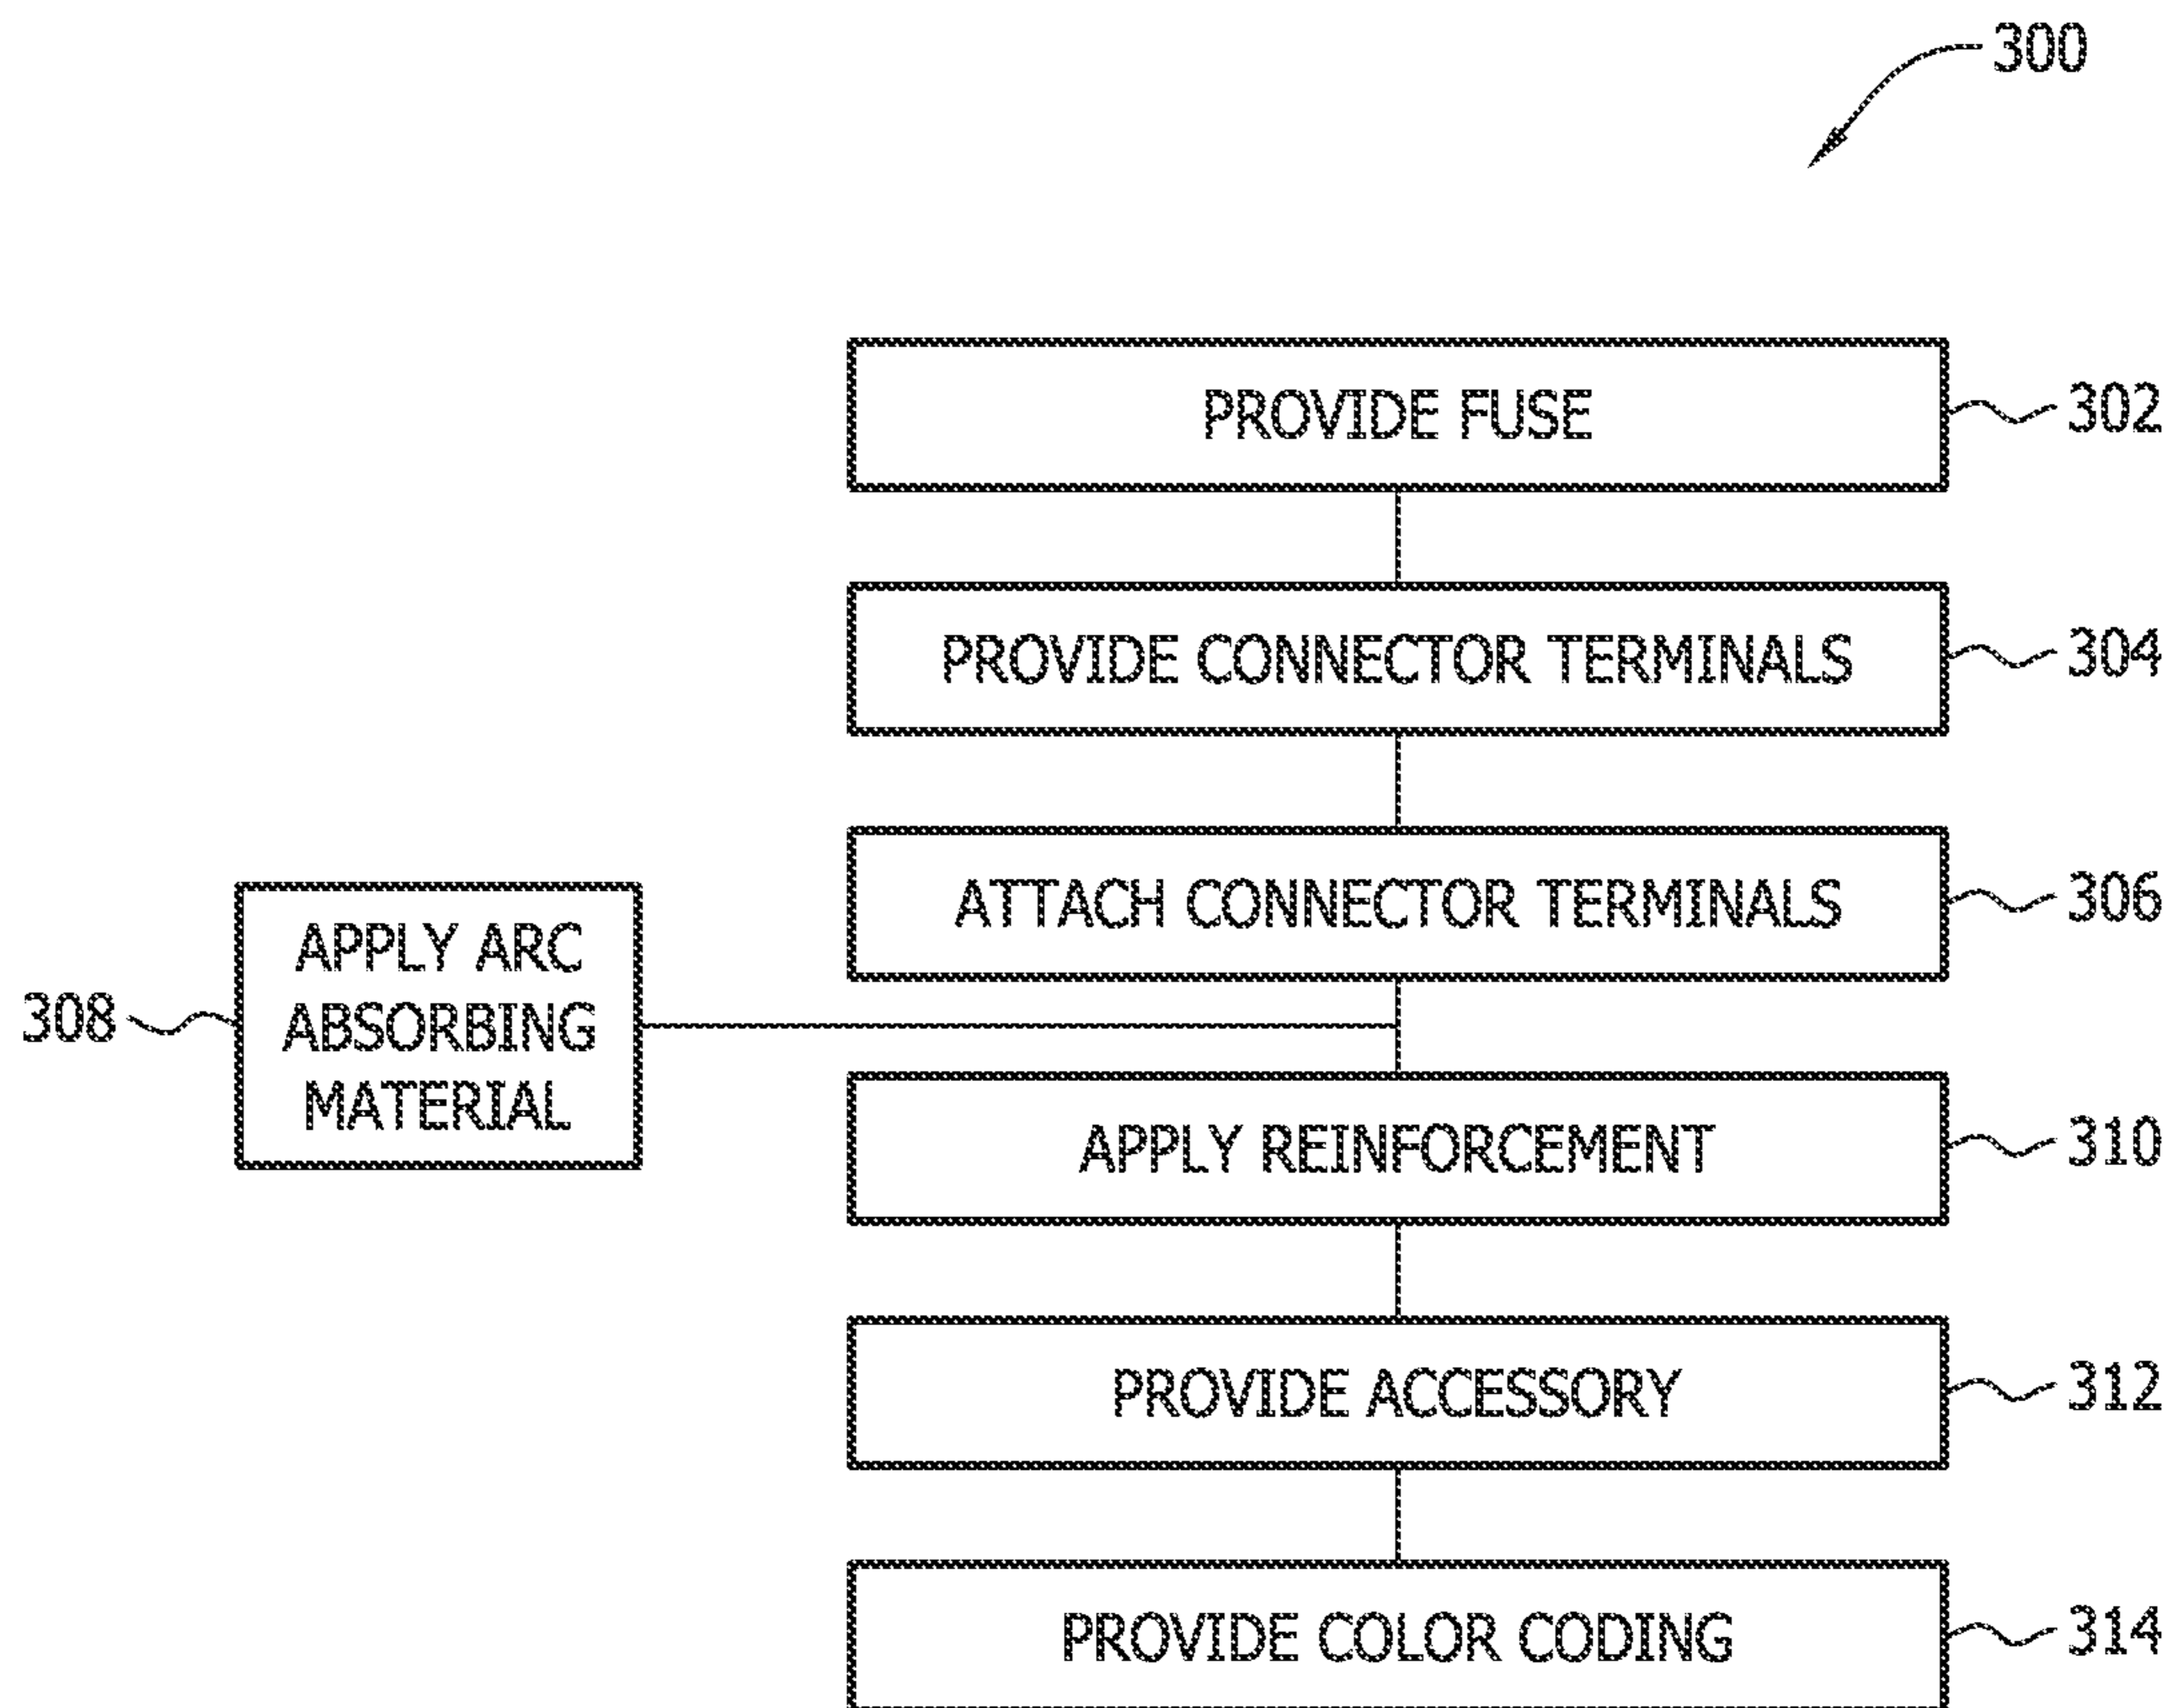 300
PROVIDE FUSE
302
PROVIDE CONNECTOR TERMINALS
304
ATTACH CONNECTOR TERMINALS
306
308
APPLY ARC
ABSORBING
MATERIAL
APPLY REINFORCEMENT
310
PROVIDE ACCESSORY
312
PROVIDE COLOR CODING
314